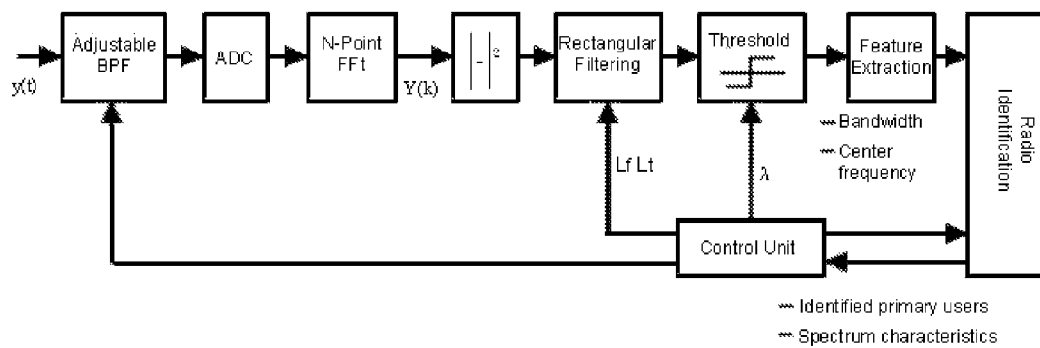 Adjustable
BPF
ADC
N-Point
FFt
| - |²
Rectangular
Filtering
Threshold
Feature
Extraction
Radio
Identification
y(t)
Y(k)
Bandwidth
Center
frequency
Lf Lt
λ
Control Unit
Identified primary users
Spectrum characteristics